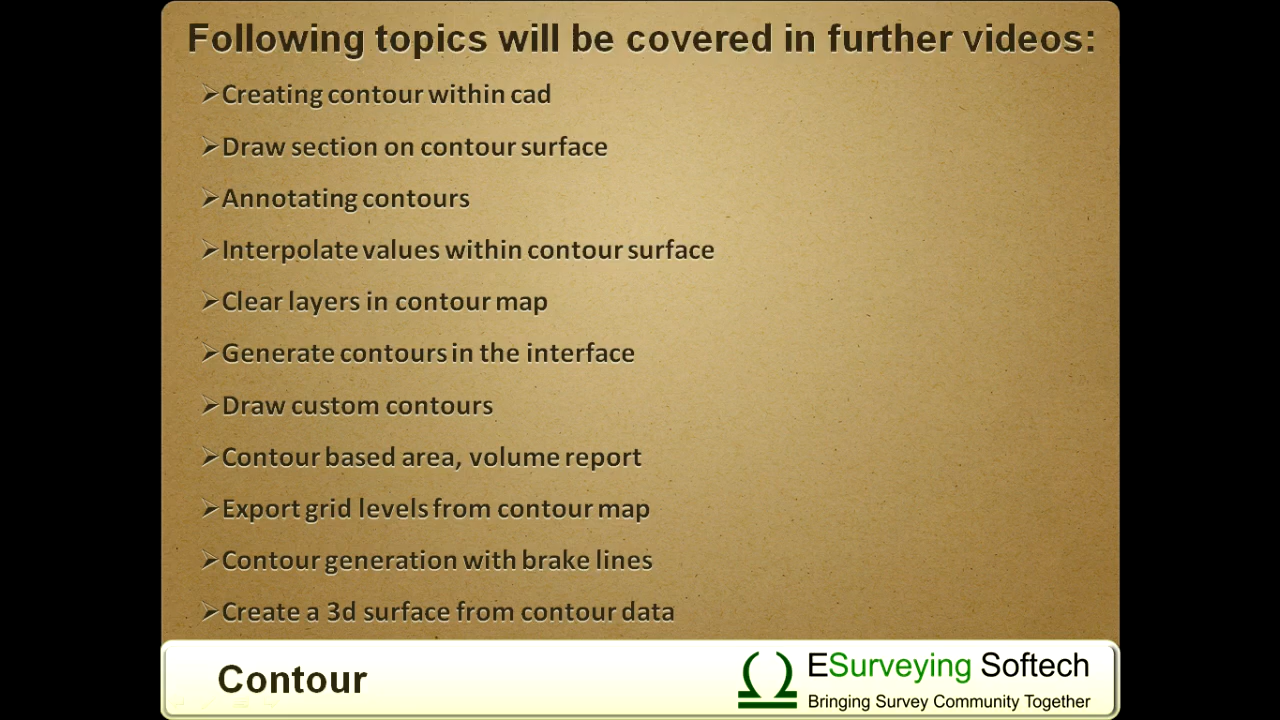 Following topics will be covered in further videos:
➢Creating contour within cad
➢Draw section on contour surface
➢Annotating contours
➢Interpolate values within contour surface
➢Clear layers in contour map
➢Generate contours in the interface
➢Draw custom contours
➢Contour based area, volume report
➢Export grid levels from contour map
➢Contour generation with brake lines
➢Create a 3d surface from contour data
Contour
ESurveying Softech
Bringing Survey Community Together